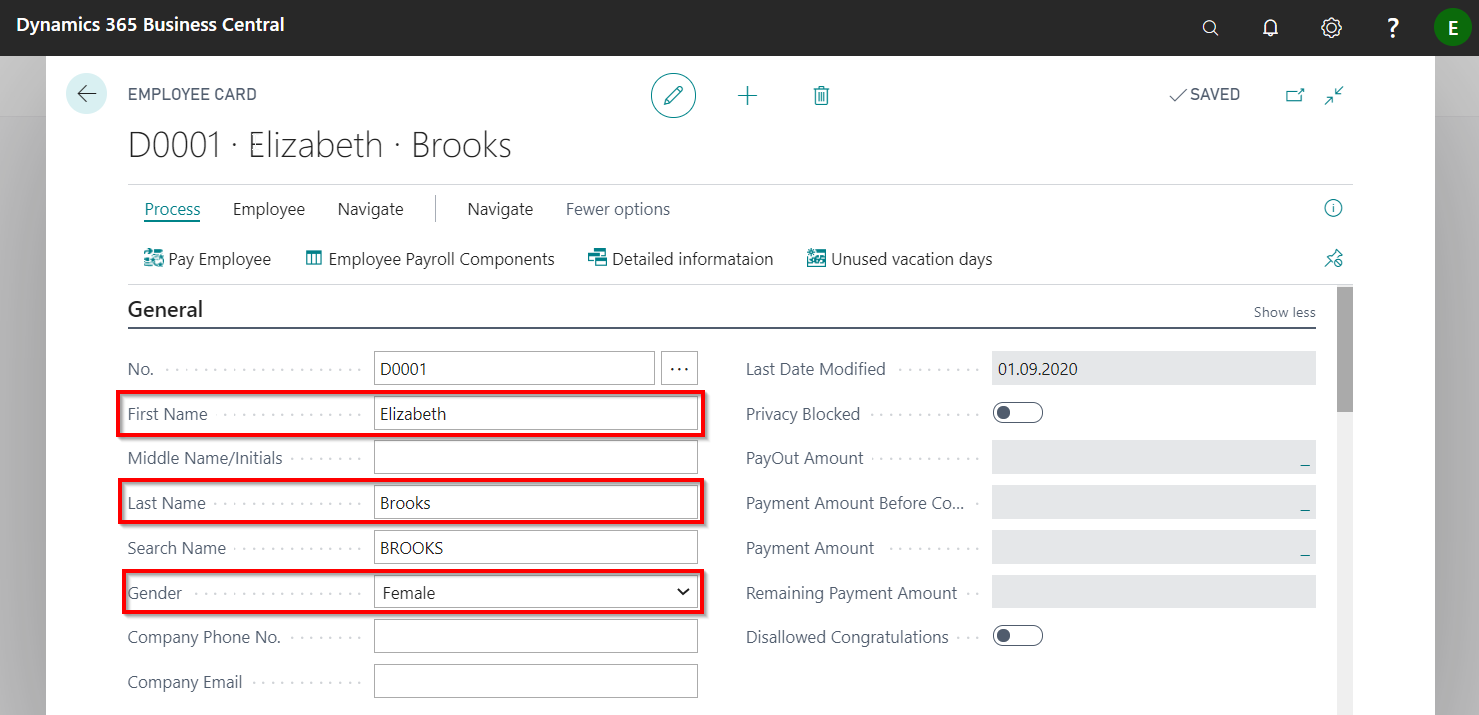 Dynamics 365 Business Central
E
EMPLOYEE CARD
SAVED
D0001 · Elizabeth · Brooks
Process Employee Navigate Navigate Fewer options
Pay Employee Employee Payroll Components Detailed informataion 365 Unused vacation days
General Show less
No. D0001 ...
Last Date Modified 01.09.2020
First Name Elizabeth
Privacy Blocked
Middle Name/Initials
PayOut Amount _
Last Name Brooks
Payment Amount Before Co... _
Search Name BROOKS
Payment Amount _
Gender Female
Remaining Payment Amount
Company Phone No.
Disallowed Congratulations
Company Email